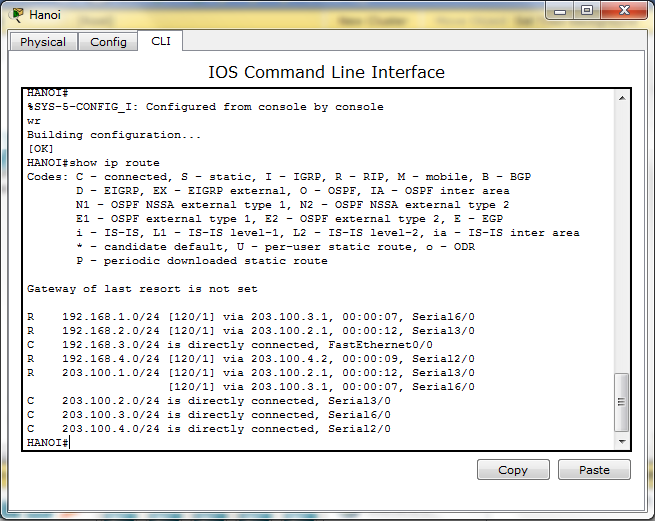 Hanoi
Physical Config CLI
IOS Command Line Interface
HANOI#
%SYS-5-CONFIG_I: Configured from console by console
wr
Building configuration...
[OK]
HANOI#show ip route
Codes: C - connected, S - static, I - IGRP, R - RIP, M - mobile, B - BGP
       D - EIGRP, EX - EIGRP external, O - OSPF, IA - OSPF inter area
       N1 - OSPF NSSA external type 1, N2 - OSPF NSSA external type 2
       E1 - OSPF external type 1, E2 - OSPF external type 2, E - EGP
       i - IS-IS, L1 - IS-IS level-1, L2 - IS-IS level-2, ia - IS-IS inter area
       * - candidate default, U - per-user static route, o - ODR
       P - periodic downloaded static route
Gateway of last resort is not set
R    192.168.1.0/24 [120/1] via 203.100.3.1, 00:00:07, Serial6/0
R    192.168.2.0/24 [120/1] via 203.100.2.1, 00:00:12, Serial3/0
C    192.168.3.0/24 is directly connected, FastEthernet0/0
R    192.168.4.0/24 [120/1] via 203.100.4.2, 00:00:09, Serial2/0
R    203.100.1.0/24 [120/1] via 203.100.2.1, 00:00:12, Serial3/0
                    [120/1] via 203.100.3.1, 00:00:07, Serial6/0
C    203.100.2.0/24 is directly connected, Serial3/0
C    203.100.3.0/24 is directly connected, Serial6/0
C    203.100.4.0/24 is directly connected, Serial2/0
HANOI#
Copy Paste